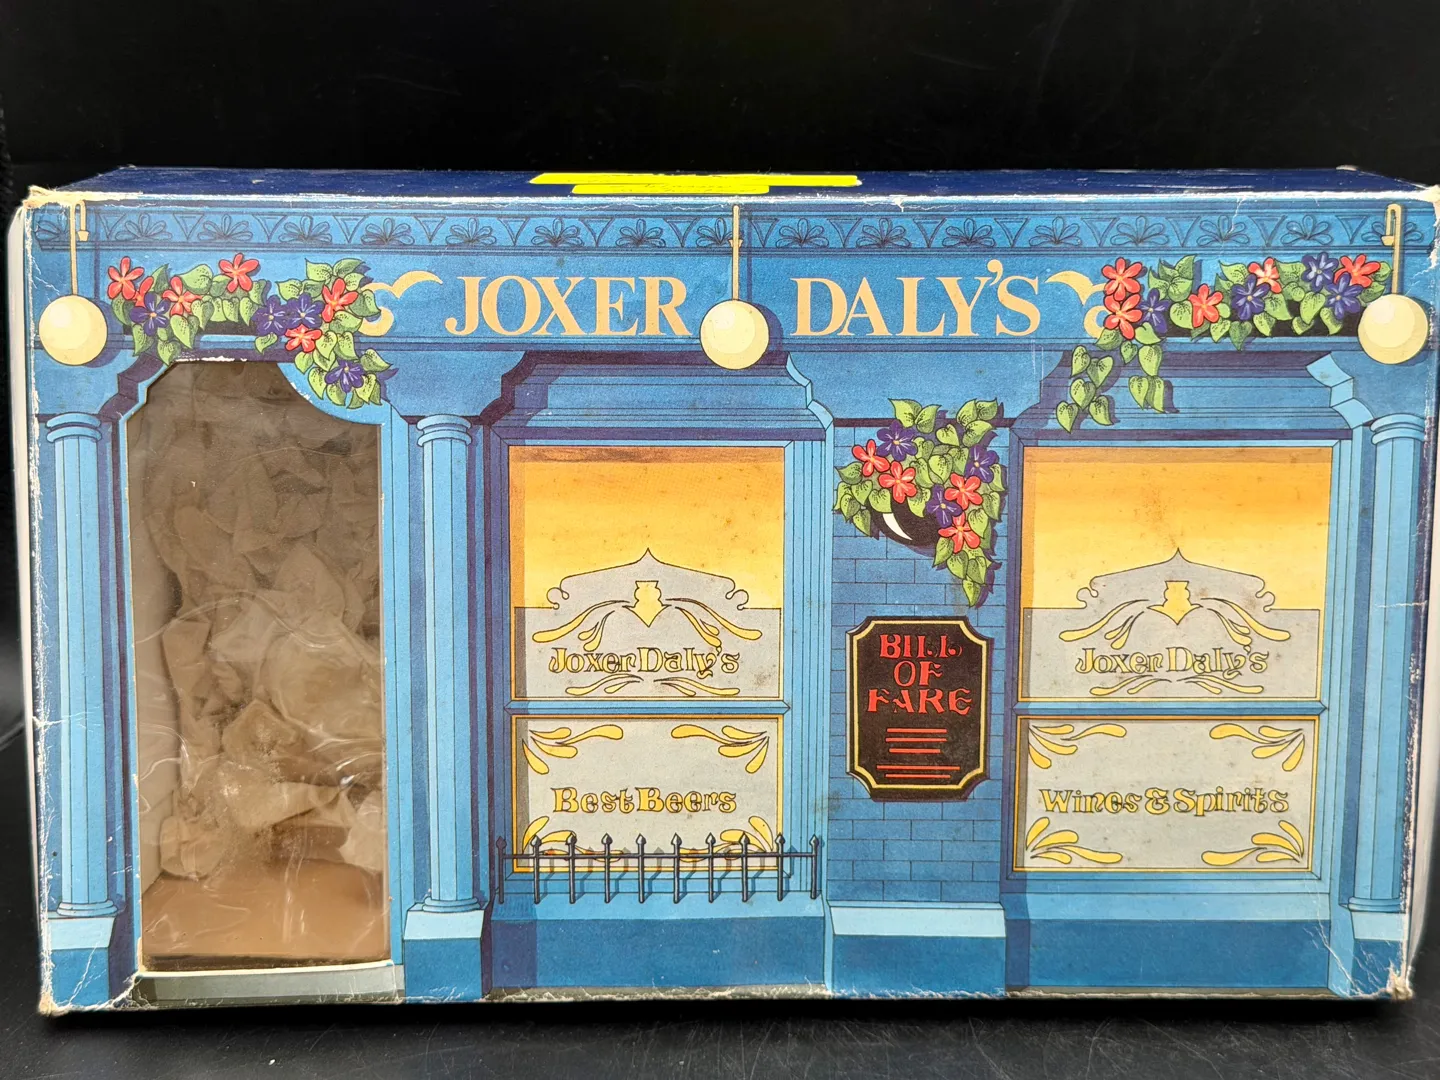 JOXER DALY'S
Joxer Daly's
Best Beers
BILL
OF
FARE
Joxer Daly's
Wines & Spirits